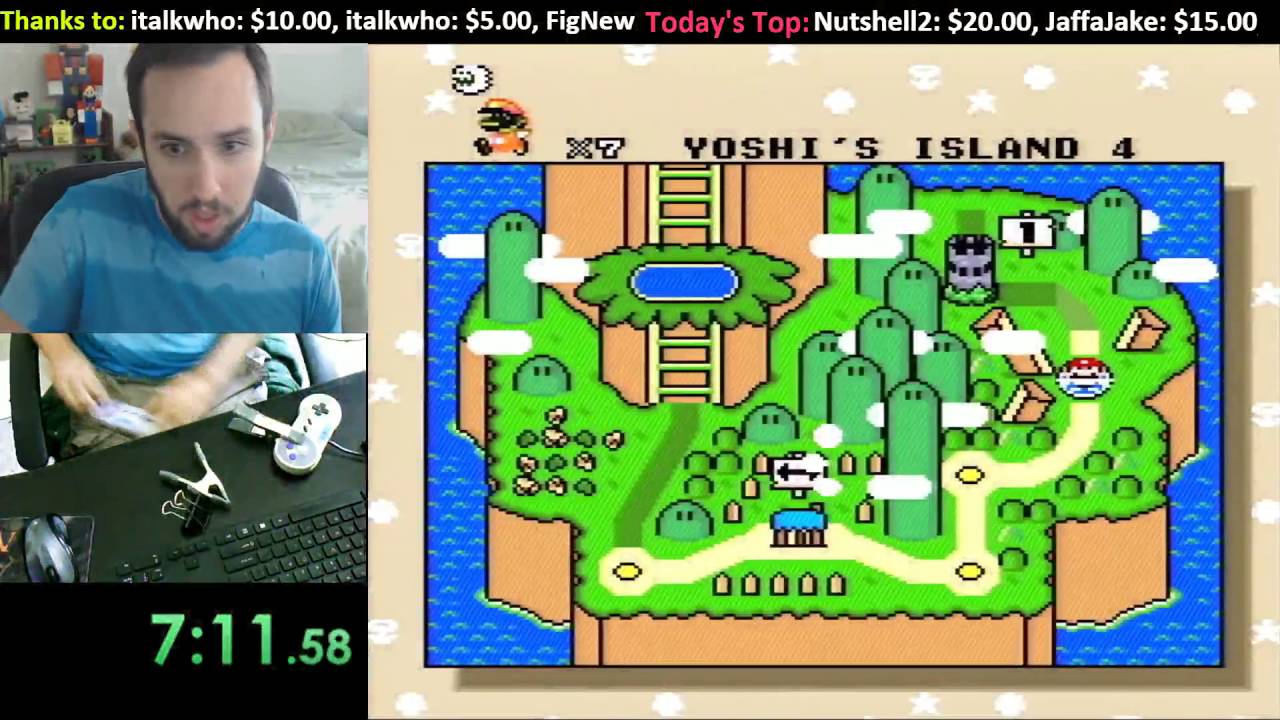 Thanks to: italkwho: $10.00, italkwho: $5.00, FigNew Today's Top: Nutshell2: $20.00, JaffaJake: $15.00
×7 YOSHI'S ISLAND 4
1
7:11.58